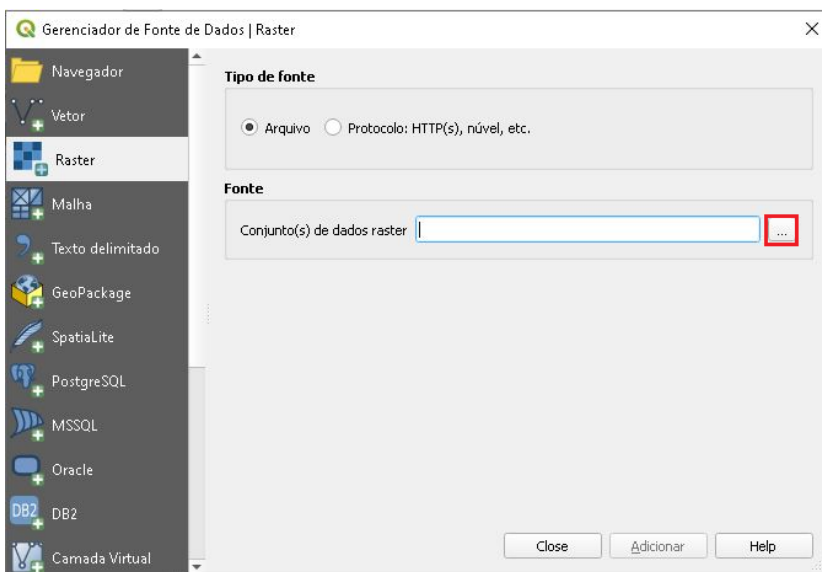 Gerenciador de Fonte de Dados | Raster
Navegador
Vetor
Raster
Malha
Texto delimitado
GeoPackage
SpatiaLite
PostgreSQL
MSSQL
Oracle
DB2
DB2
Camada Virtual
Tipo de fonte
Arquivo
Protocolo: HTTP(s), núvel, etc.
Fonte
Conjunto(s) de dados raster
...
Close
Adicionar
Help